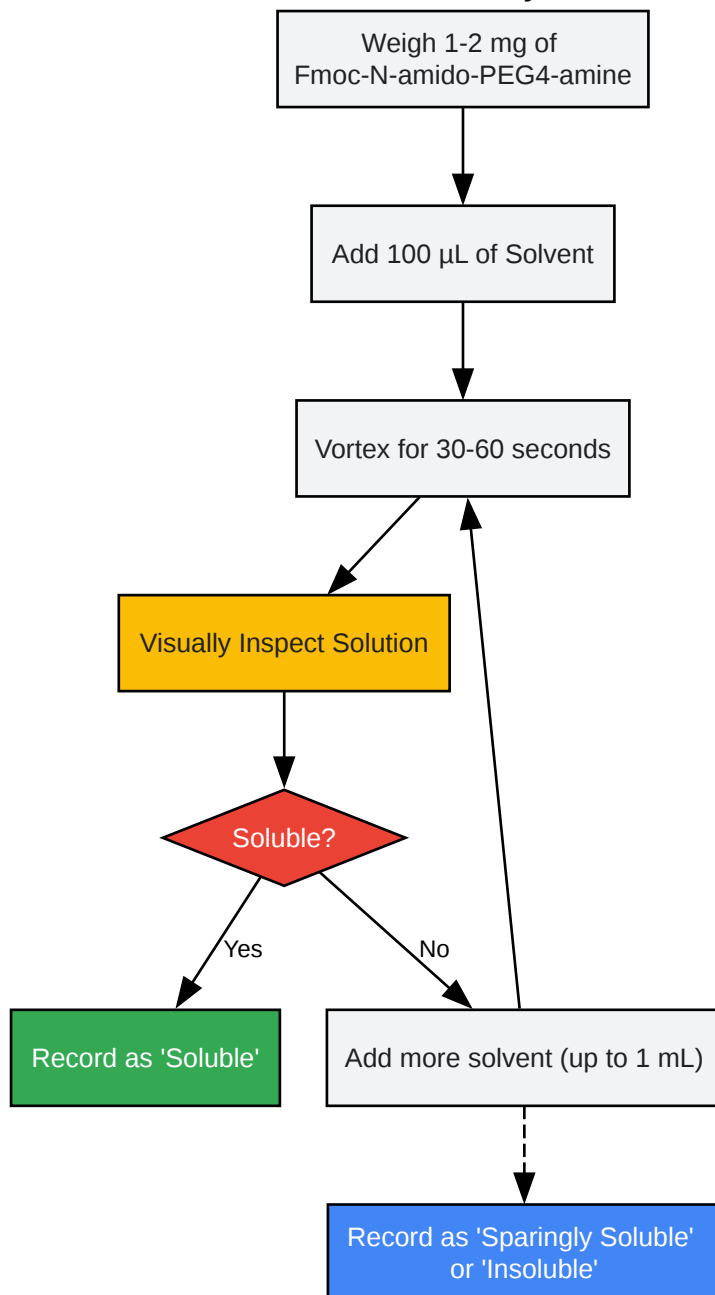 Weigh 1-2 mg of
Fmoc-N-amido-PEG4-amine
Add 100 µL of Solvent
Vortex for 30-60 seconds
Visually Inspect Solution
Soluble?
Yes
No
Record as 'Soluble'
Add more solvent (up to 1 mL)
Record as 'Sparingly Soluble'
or 'Insoluble'